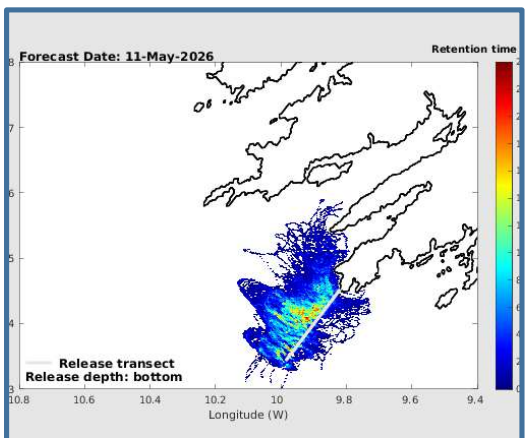 Retention time
Forecast Date: 11-May-2026
8
7
6
5
4
3
Release transect
Release depth: bottom
10.8
10.6
10.4
10.2
10
9.8
9.6
9.4
Longitude (W)